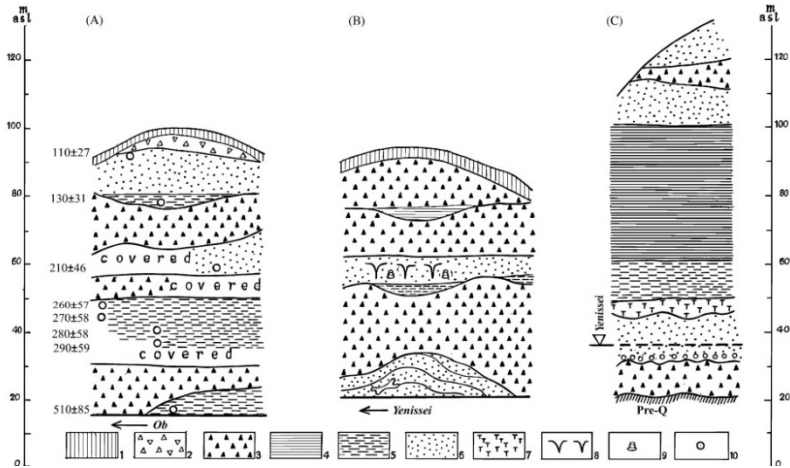 m
asl
(A)
(B)
(C)
m
asl
120
100
80
60
40
20
0
110±27
130±31
covered
210±46
covered
260±57
270±58
280±58
290±59
covered
510±85
Ob
Yenissei
Yenissei
Pre-Q
120
100
80
60
40
20
0
1 2 3 4 5 6 7 8 9 10